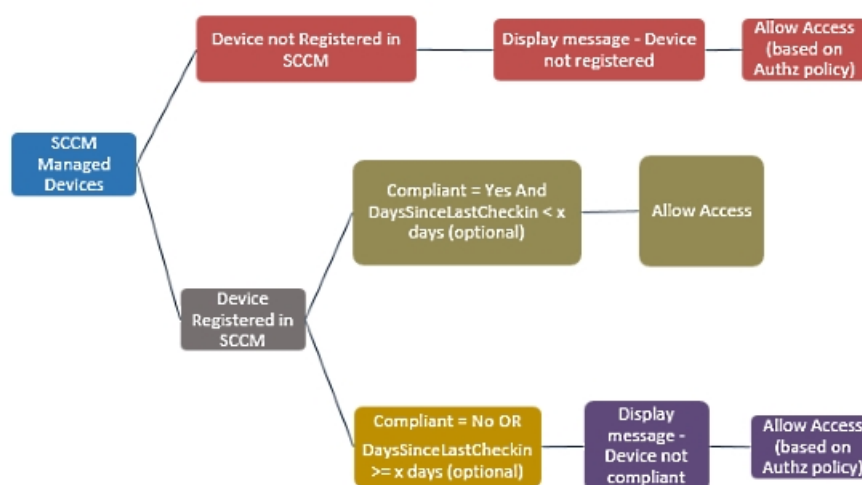 Device not Registered in
SCCM
Display message - Device
not registered
Allow Access
(based on
Authz policy)
SCCM
Managed
Devices
Compliant = Yes And
DaysSinceLastCheckin < x
days (optional)
Allow Access
Device
Registered in
SCCM
Compliant = No OR
DaysSinceLastCheckin
>= x days (optional)
Display
message -
Device not
compliant
Allow Access
(based on
Authz policy)